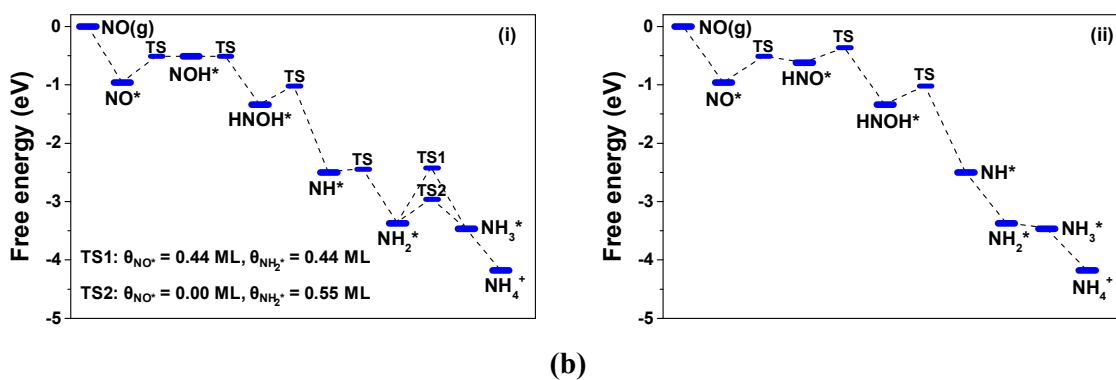 (i)
Free energy (eV)
0
-1
-2
-3
-4
-5
NO(g)
NO*
TS
NOH*
TS
HNOH*
TS
NH*
TS
NH₂*
TS1
TS2
NH₃*
NH₄⁺
TS1: θNO* = 0.44 ML, θNH₂* = 0.44 ML
TS2: θNO* = 0.00 ML, θNH₂* = 0.55 ML
(ii)
Free energy (eV)
0
-1
-2
-3
-4
-5
NO(g)
NO*
TS
HNO*
TS
HNOH*
TS
NH*
NH₂*
NH₃*
NH₄⁺
(b)